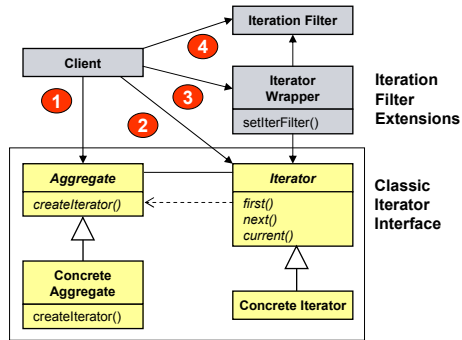 Iteration Filter
4
Client
1
3
Iterator
Wrapper
setIterFilter()
Iteration
Filter
Extensions
2
Aggregate
createIterator()
Iterator
first()
next()
current()
Classic
Iterator
Interface
Concrete
Aggregate
createIterator()
Concrete Iterator